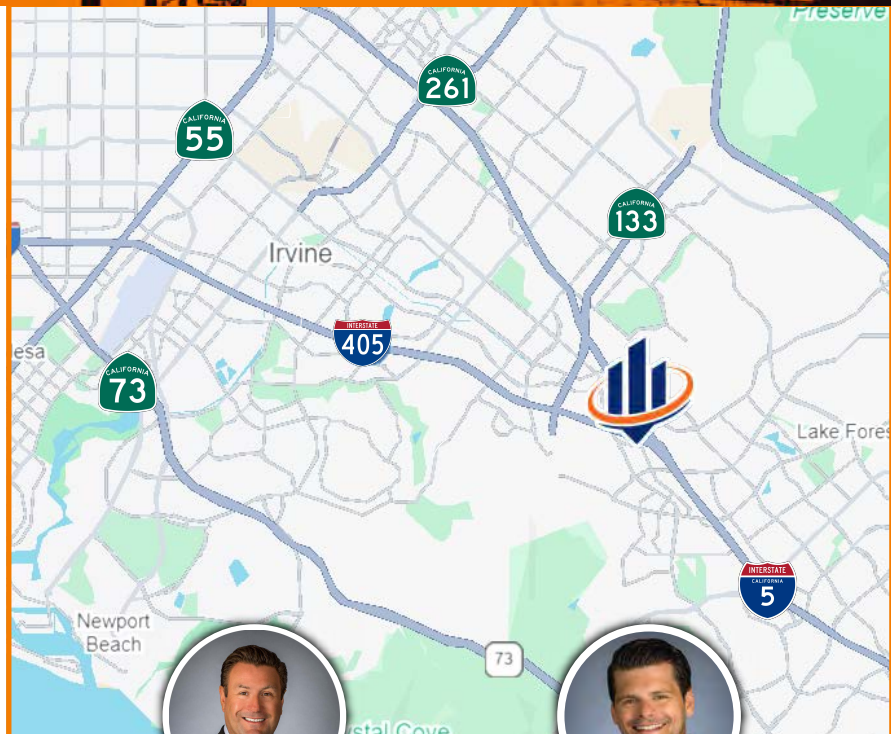 Preserve
CALIFORNIA
261
CALIFORNIA
55
CALIFORNIA
133
Irvine
INTERSTATE
405
esa
CALIFORNIA
73
Lake Fores
INTERSTATE
CALIFORNIA
5
Newport
Beach
73
stal Cove